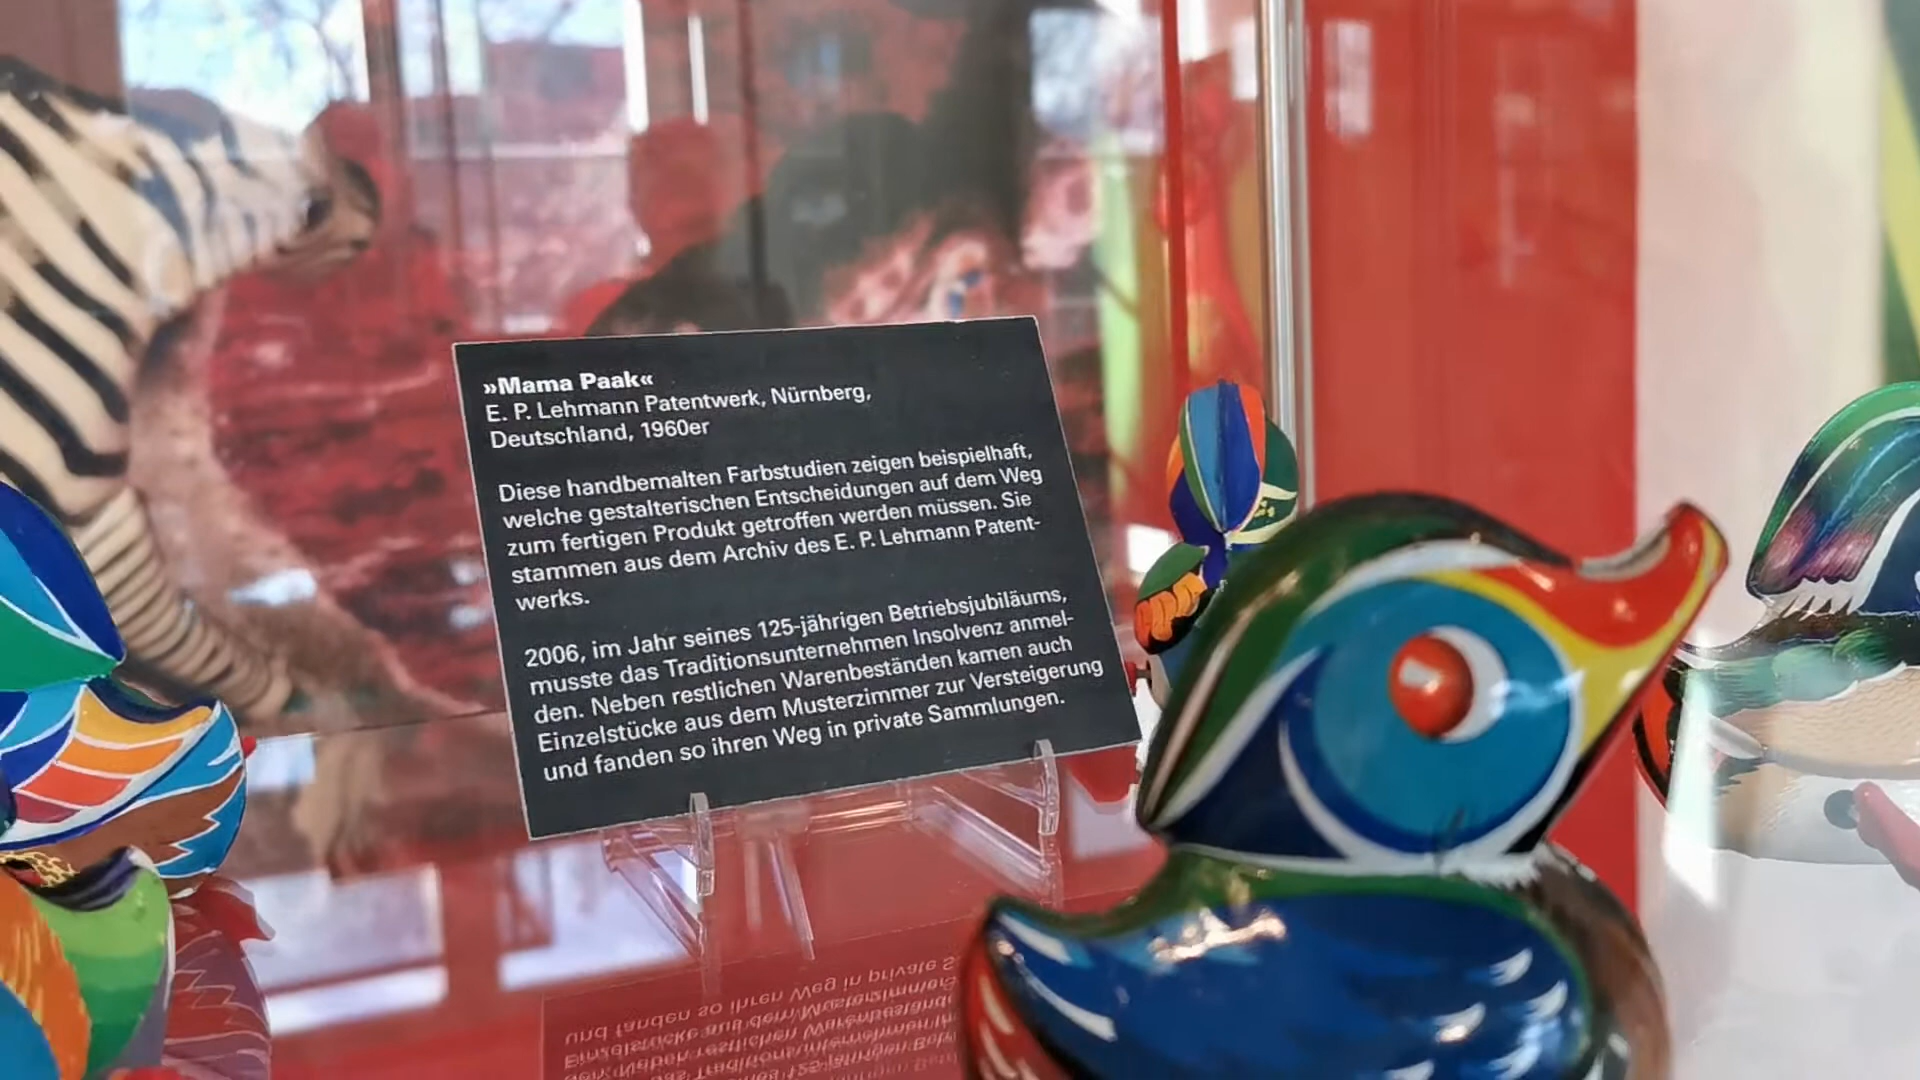 »Mama Paak«
E. P. Lehmann Patentwerk, Nürnberg,
Deutschland, 1960er
Diese handbemalten Farbstudien zeigen beispielhaft,
welche gestalterischen Entscheidungen auf dem Weg
zum fertigen Produkt getroffen werden müssen. Sie
stammen aus dem Archiv des E. P. Lehmann Patent-
werks.
2006, im Jahr seines 125-jährigen Betriebsjubiläums,
musste das Traditionsunternehmen Insolvenz anmel-
den. Neben restlichen Warenbeständen kamen auch
Einzelstücke aus dem Musterzimmer zur Versteigerung
und fanden so ihren Weg in private Sammlungen.